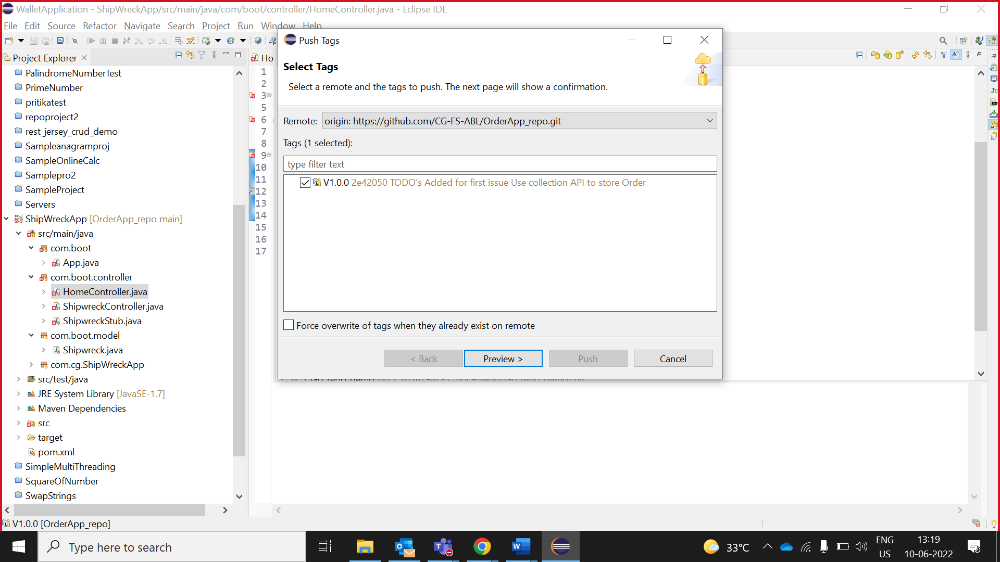 WalletApplication - ShipWreckApp/src/main/java/com/boot/controller/HomeController.java - Eclipse IDE
File Edit Source Refactor Navigate Search Project Run Window Help
Project Explorer
PalindromeNumberTest
PrimeNumber
pritikatest
repoproject2
rest_jersey_crud_demo
Sampleanagramproj
SampleOnlineCalc
Samplepro2
SampleProject
Servers
ShipWreckApp [OrderApp_repo main]
src/main/java
com.boot
App.java
com.boot.controller
HomeController.java
ShipwreckController.java
ShipwreckStub.java
com.boot.model
Shipwreck.java
com.cg.ShipWreckApp
src/test/java
JRE System Library [JavaSE-1.7]
Maven Dependencies
src
target
pom.xml
SimpleMultiThreading
SquareOfNumber
SwapStrings
Ho
1
2
3
5
6
7
8
9
10
11
12
13
14
15
16
17
Push Tags
Select Tags
Select a remote and the tags to push. The next page will show a confirmation.
Remote: origin: https://github.com/CG-FS-ABL/OrderApp_repo.git
Tags (1 selected):
type filter text
V1.0.0 2e42050 TODO's Added for first issue Use collection API to store Order
Force overwrite of tags when they already exist on remote
< Back Preview > Push Cancel
V1.0.0 [OrderApp_repo]
Type here to search
33°C
ENG
US
13:19
10-06-2022